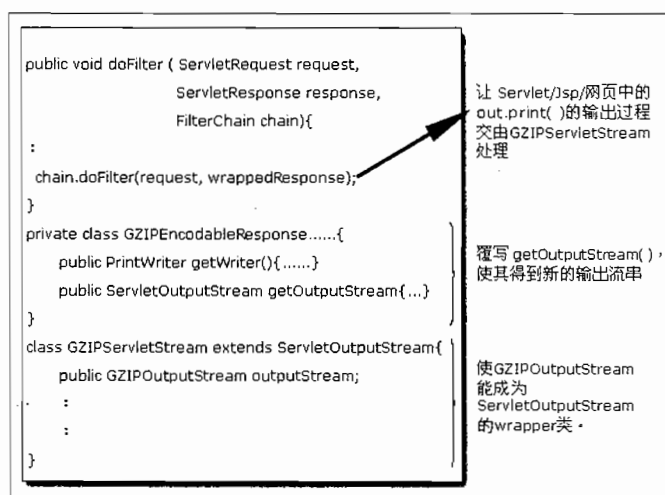 public void doFilter ( ServletRequest request,
ServletResponse response,
FilterChain chain){
:
chain.doFilter(request, wrappedResponse);
}
private class GZIPEncodableResponse......{
public PrintWriter getWriter(){......}
public ServletOutputStream getOutputStream{...}
}
class GZIPServletStream extends ServletOutputStream{
public GZIPOutputStream outputStream;
:
:
}
让 Servlet/Jsp/网页中的
out.print( )的输出过程
交由GZIPServletStream
处理
覆写 getOutputStream( ),
使其得到新的输出流串
使GZIPOutputStream
能成为
ServletOutputStream
的wrapper类。